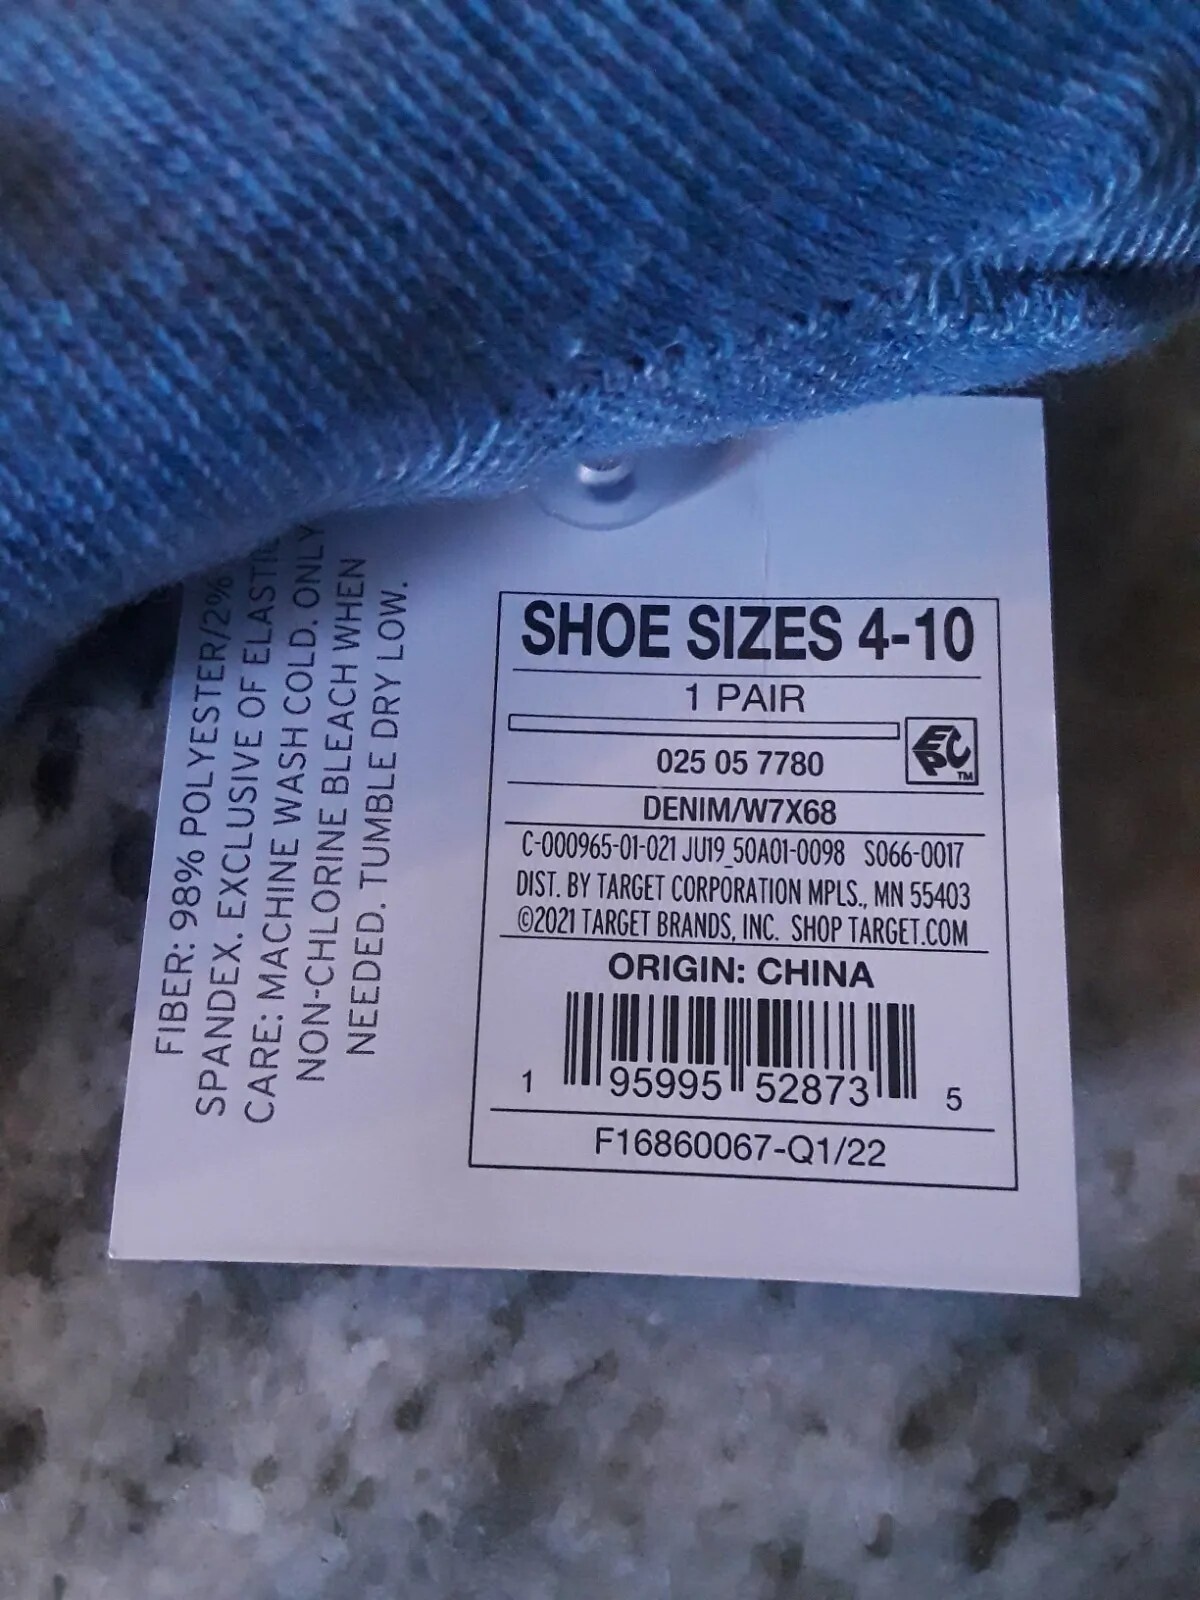 FIBER: 98% POLYESTER/2%
SPANDEX. EXCLUSIVE OF ELASTIC
CARE: MACHINE WASH COLD. ONLY
NON-CHLORINE BLEACH WHEN
NEEDED. TUMBLE DRY LOW.
SHOE SIZES 4-10
1 PAIR
EPC™
025 05 7780
DENIM/W7X68
C-000965-01-021 JU19_50A01-0098 S066-0017
DIST. BY TARGET CORPORATION MPLS., MN 55403
©2021 TARGET BRANDS, INC. SHOP TARGET.COM
ORIGIN: CHINA
1 95995 52873 5
F16860067-Q1/22